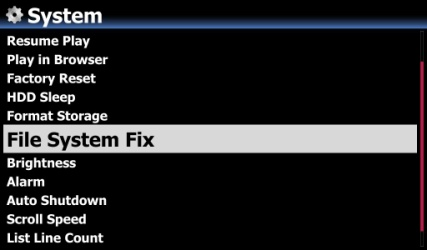 System
Resume Play
Play in Browser
Factory Reset
HDD Sleep
Format Storage
File System Fix
Brightness
Alarm
Auto Shutdown
Scroll Speed
List Line Count